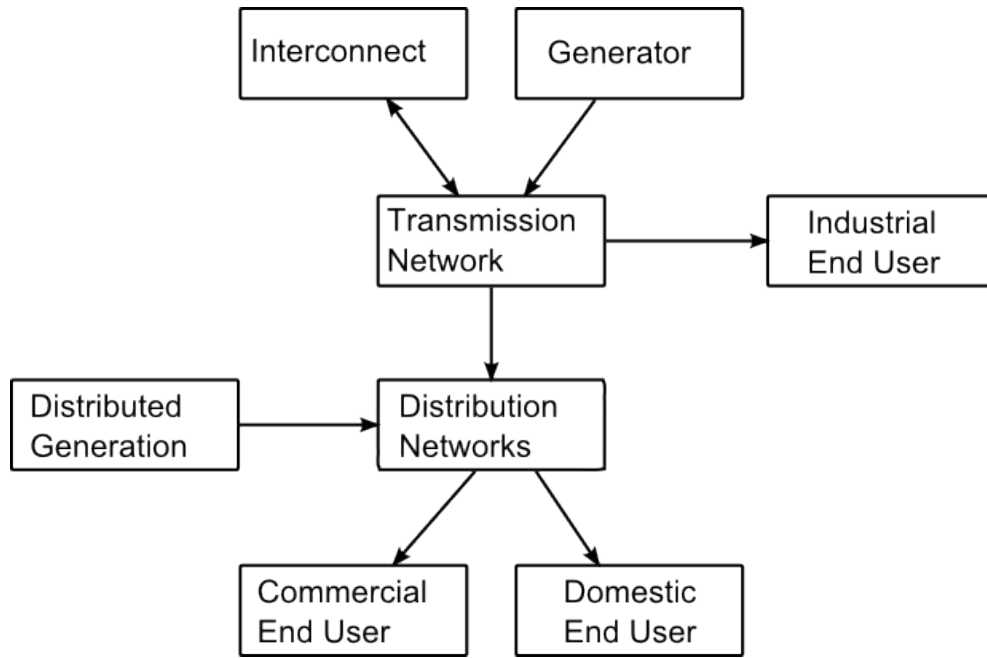 Interconnect
Generator
Transmission
Network
Industrial
End User
Distributed
Generation
Distribution
Networks
Commercial
End User
Domestic
End User